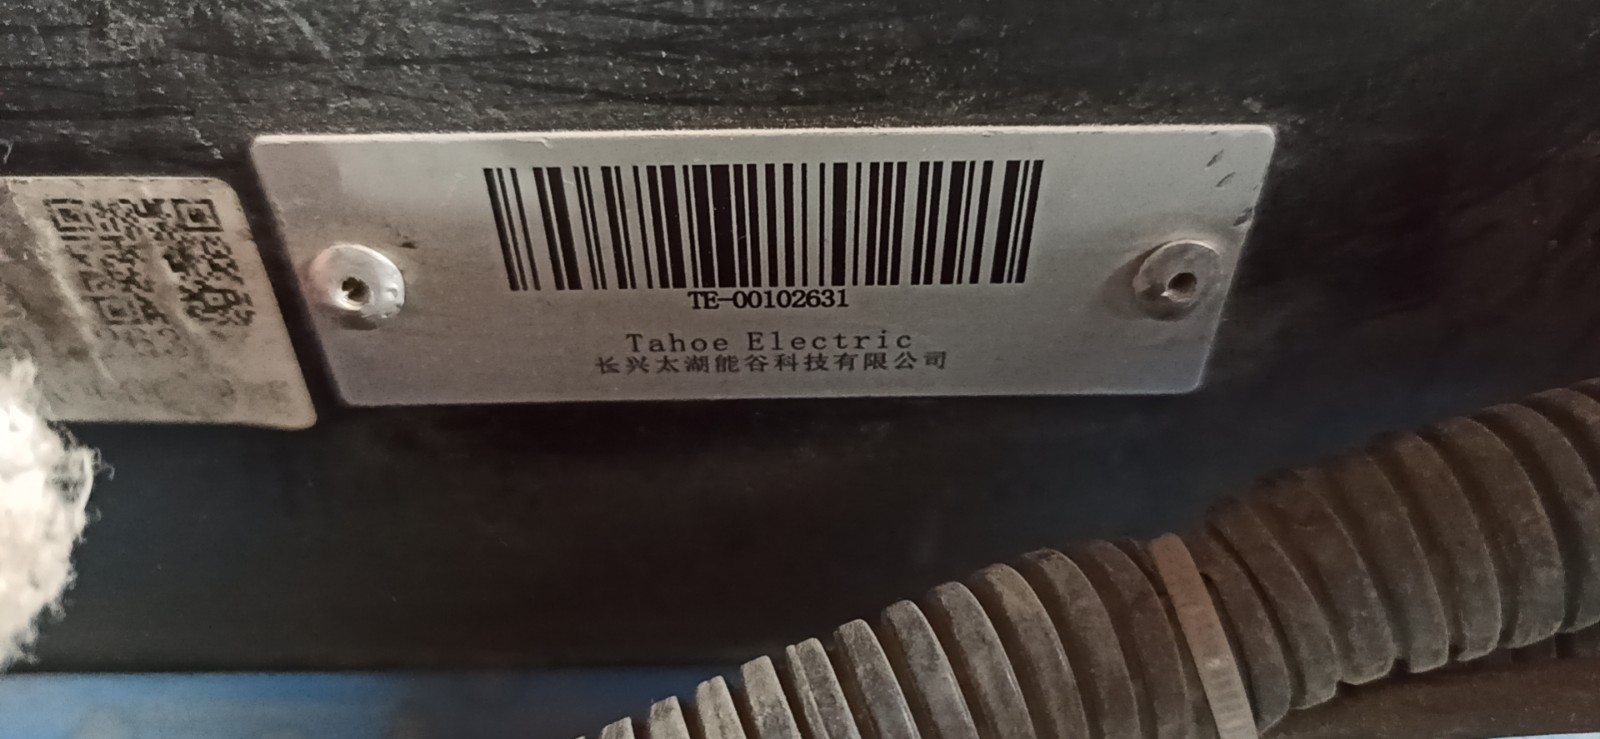 TE-00102631
Tahoe Electric
长兴太湖能谷科技有限公司